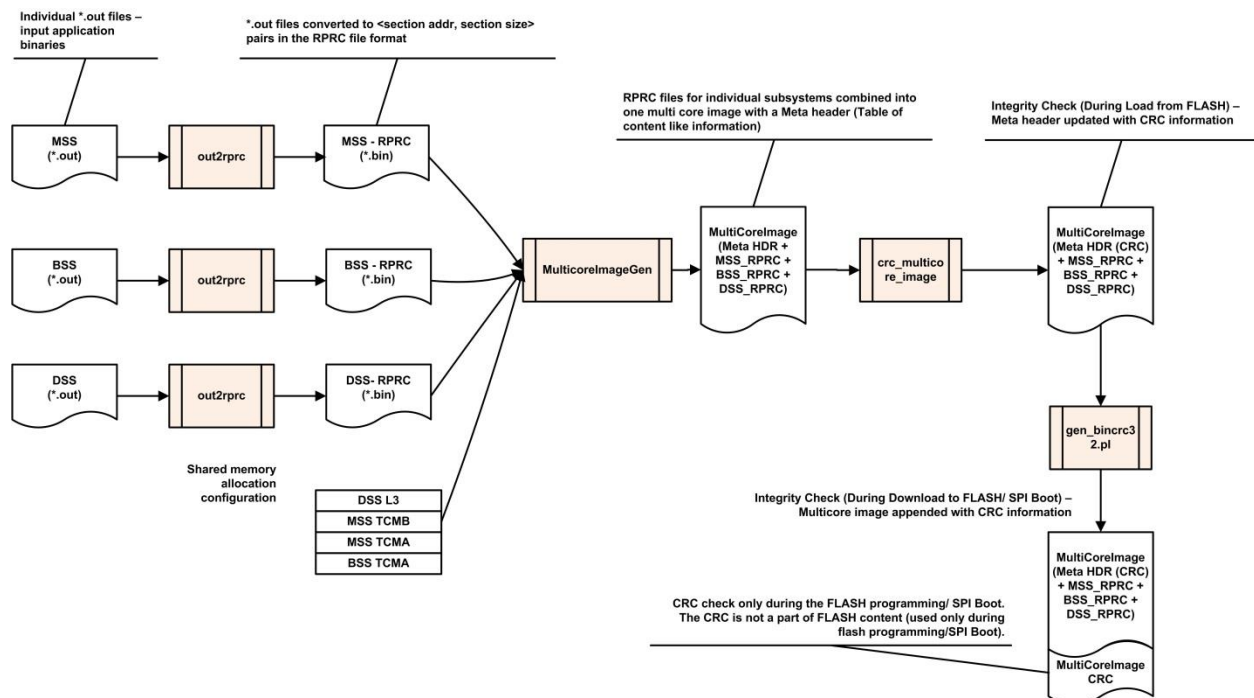 Individual *.out files –
input application
binaries
*.out files converted to <section addr, section size>
pairs in the RPRC file format
RPRC files for individual subsystems combined into
one multi core image with a Meta header (Table of
content like information)
Integrity Check (During Load from FLASH) –
Meta header updated with CRC information
MSS
(*.out)
out2rprc
MSS - RPRC
(*.bin)
BSS
(*.out)
out2rprc
BSS - RPRC
(*.bin)
DSS
(*.out)
out2rprc
DSS- RPRC
(*.bin)
Shared memory
allocation
configuration
DSS L3
MSS TCMB
MSS TCMA
BSS TCMA
MulticoreImageGen
MultiCoreImage
(Meta HDR +
MSS_RPRC +
BSS_RPRC +
DSS_RPRC)
crc_multico
re_image
MultiCoreImage
(Meta HDR (CRC)
+ MSS_RPRC +
BSS_RPRC +
DSS_RPRC)
gen_bincrc3
2.pl
Integrity Check (During Download to FLASH/ SPI Boot) –
Multicore image appended with CRC information
MultiCoreImage
(Meta HDR (CRC)
+ MSS_RPRC +
BSS_RPRC +
DSS_RPRC)
CRC check only during the FLASH programming/ SPI Boot.
The CRC is not a part of FLASH content (used only during
flash programming/SPI Boot).
MultiCoreImage
CRC